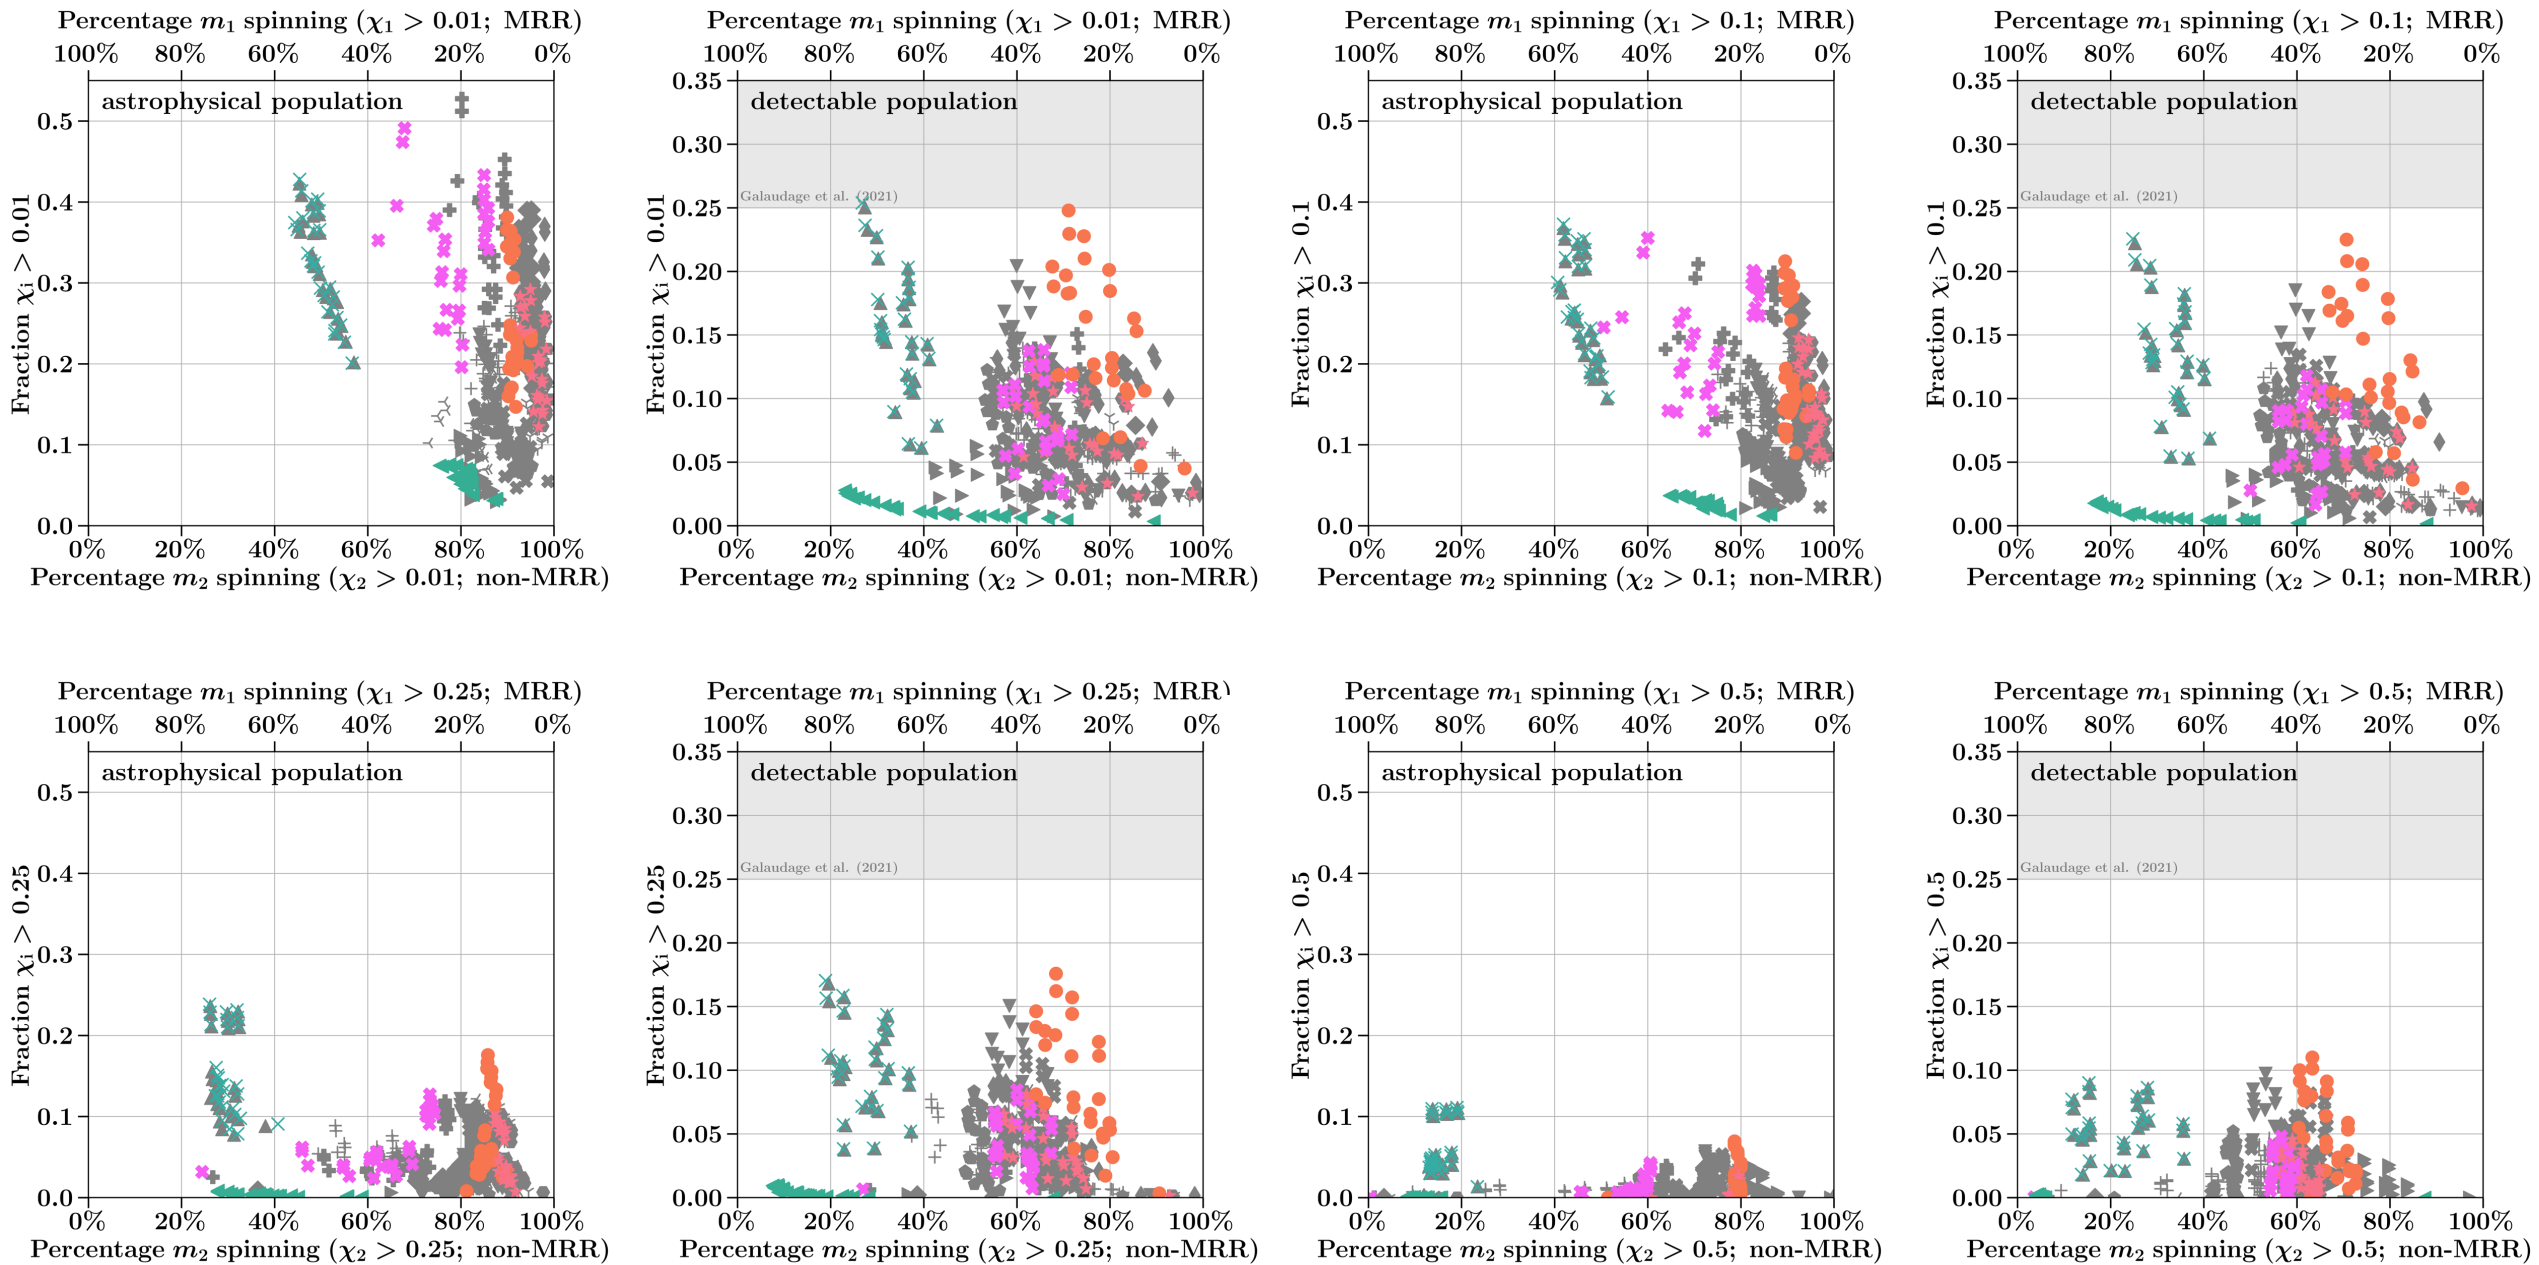 Percentage m₁ spinning (χ₁ > 0.01; MRR)
100% 80% 60% 40% 20% 0%
astrophysical population
0.5
0.4
0.3
0.2
0.1
0.0
Fraction χᵢ > 0.01
0% 20% 40% 60% 80% 100%
Percentage m₂ spinning (χ₂ > 0.01; non-MRR)
Percentage m₁ spinning (χ₁ > 0.01; MRR)
100% 80% 60% 40% 20% 0%
detectable population
Galaudage et al. (2021)
0.35
0.30
0.25
0.20
0.15
0.10
0.05
0.00
Fraction χᵢ > 0.01
0% 20% 40% 60% 80% 100%
Percentage m₂ spinning (χ₂ > 0.01; non-MRR)
Percentage m₁ spinning (χ₁ > 0.1; MRR)
100% 80% 60% 40% 20% 0%
astrophysical population
0.5
0.4
0.3
0.2
0.1
0.0
Fraction χᵢ > 0.1
0% 20% 40% 60% 80% 100%
Percentage m₂ spinning (χ₂ > 0.1; non-MRR)
Percentage m₁ spinning (χ₁ > 0.1; MRR)
100% 80% 60% 40% 20% 0%
detectable population
Galaudage et al. (2021)
0.35
0.30
0.25
0.20
0.15
0.10
0.05
0.00
Fraction χᵢ > 0.1
0% 20% 40% 60% 80% 100%
Percentage m₂ spinning (χ₂ > 0.1; non-MRR)
Percentage m₁ spinning (χ₁ > 0.25; MRR)
100% 80% 60% 40% 20% 0%
astrophysical population
0.5
0.4
0.3
0.2
0.1
0.0
Fraction χᵢ > 0.25
0% 20% 40% 60% 80% 100%
Percentage m₂ spinning (χ₂ > 0.25; non-MRR)
Percentage m₁ spinning (χ₁ > 0.25; MRR)
100% 80% 60% 40% 20% 0%
detectable population
Galaudage et al. (2021)
0.35
0.30
0.25
0.20
0.15
0.10
0.05
0.00
Fraction χᵢ > 0.25
0% 20% 40% 60% 80% 100%
Percentage m₂ spinning (χ₂ > 0.25; non-MRR)
Percentage m₁ spinning (χ₁ > 0.5; MRR)
100% 80% 60% 40% 20% 0%
astrophysical population
0.5
0.4
0.3
0.2
0.1
0.0
Fraction χᵢ > 0.5
0% 20% 40% 60% 80% 100%
Percentage m₂ spinning (χ₂ > 0.5; non-MRR)
Percentage m₁ spinning (χ₁ > 0.5; MRR)
100% 80% 60% 40% 20% 0%
detectable population
Galaudage et al. (2021)
0.35
0.30
0.25
0.20
0.15
0.10
0.05
0.00
Fraction χᵢ > 0.5
0% 20% 40% 60% 80% 100%
Percentage m₂ spinning (χ₂ > 0.5; non-MRR)